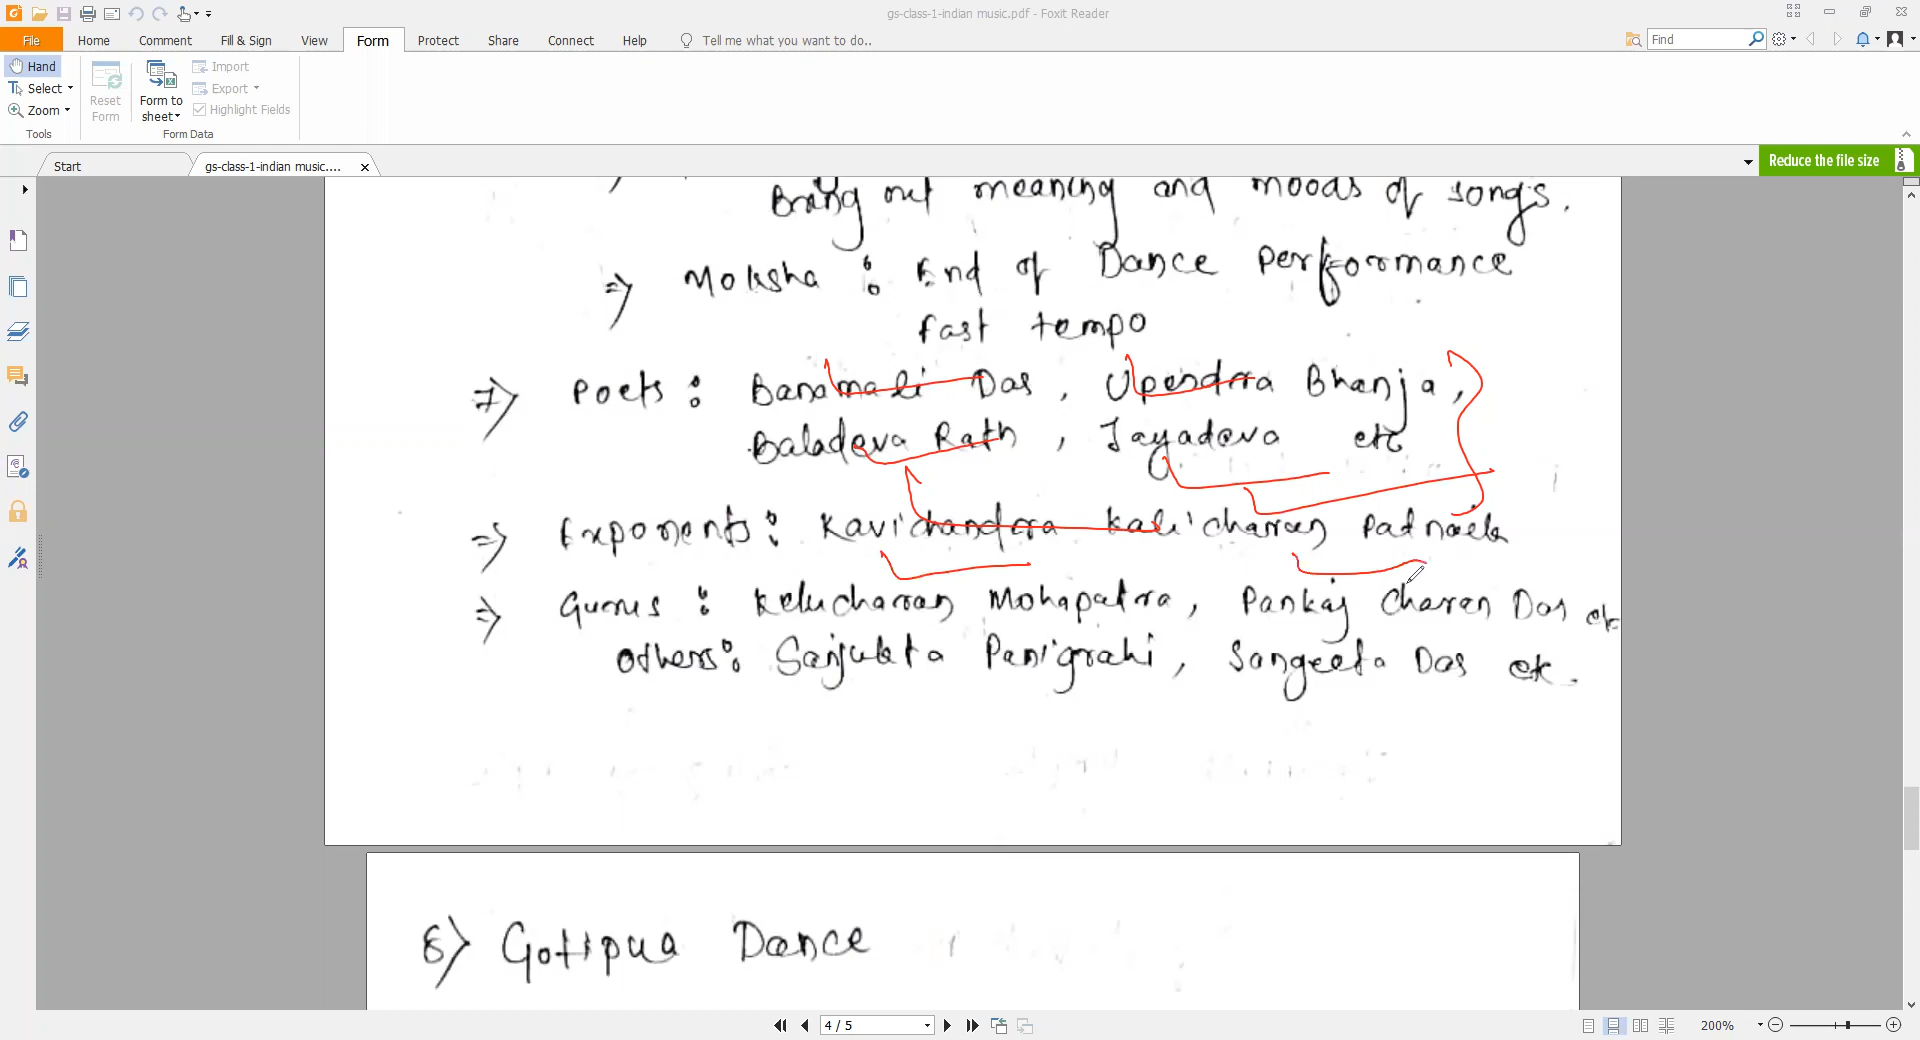 gs-class-1-indian music.pdf - Foxit Reader
File Home Comment Fill & Sign View Form Protect Share Connect Help Tell me what you want to do.. Find
Hand Select Zoom Tools
Reset Form Form to sheet Import Export Highlight Fields Form Data
Start gs-class-1-indian music.... Reduce the file size
Bring out meaning and moods of songs.
=> Moksha : End of Dance Performance
fast tempo
=> Poets : Banamali Das, Upendra Bhanja,
Baladeva Rath, Jayadeva etc
=> Exponents : Kavichandra Kalicharan Patnaik
=> Gurus : Kelucharan Mohapatra, Pankaj Charan Das etc
others : Sanjukta Panigrahi, Sangeeta Das etc.
6) Gotipua Dance
4 / 5 200%